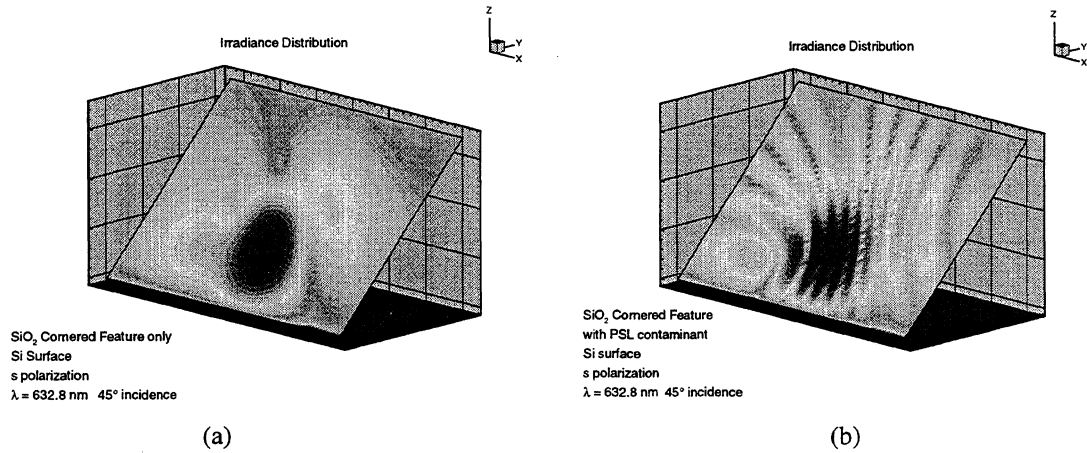 Z
Y
X
Irradiance Distribution
SiO₂ Cornered Feature only
Si Surface
s polarization
λ = 632.8 nm 45° incidence
(a)
Z
Y
X
Irradiance Distribution
SiO₂ Cornered Feature
with PSL contaminant
Si surface
s polarization
λ = 632.8 nm 45° incidence
(b)